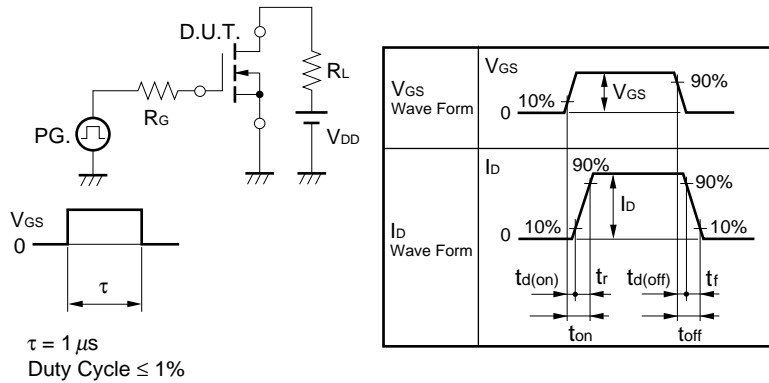 D.U.T.
RL
RG
PG.
VDD
VGS
0
τ
τ = 1 μs
Duty Cycle ≤ 1%
VGS
Wave Form
VGS
10%
0
VGS
90%
ID
Wave Form
ID
90%
90%
ID
10%
0
10%
td(on)
tr
td(off)
tf
ton
toff